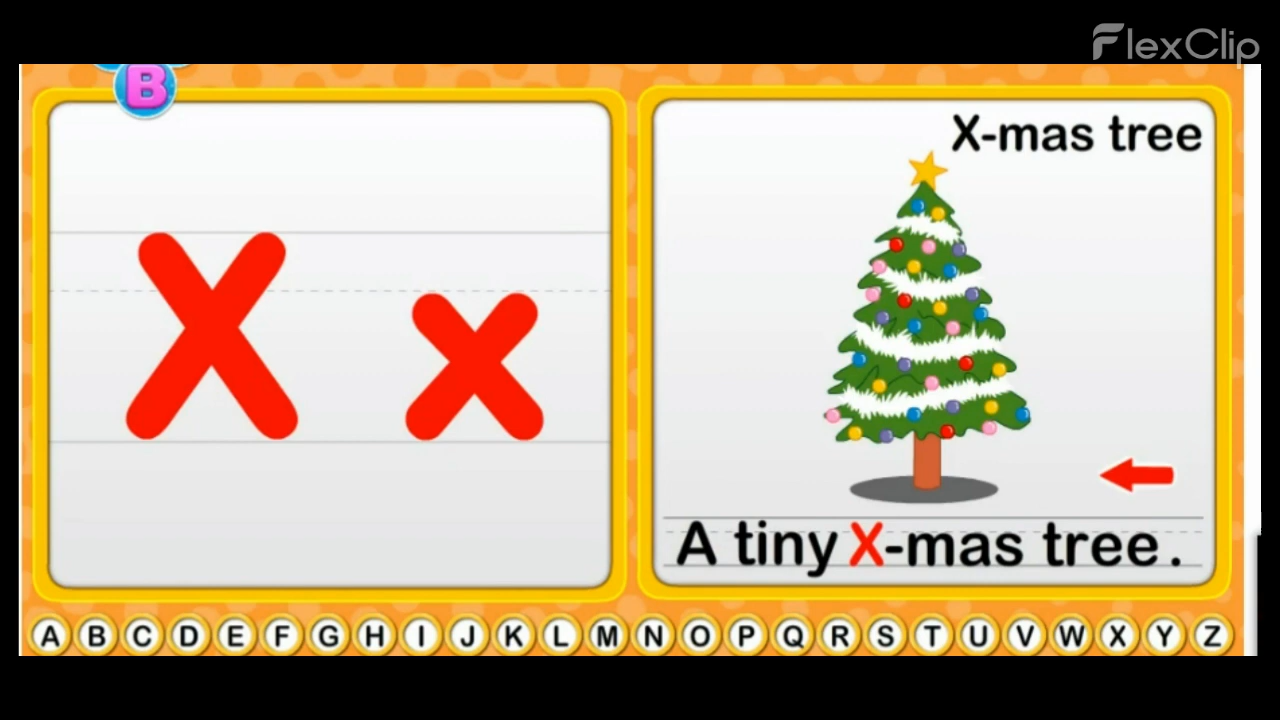 FlexClip
B
X-mas tree
X x
A tiny X-mas tree.
A B C D E F G H I J K L M N O P Q R S T U V W X Y Z